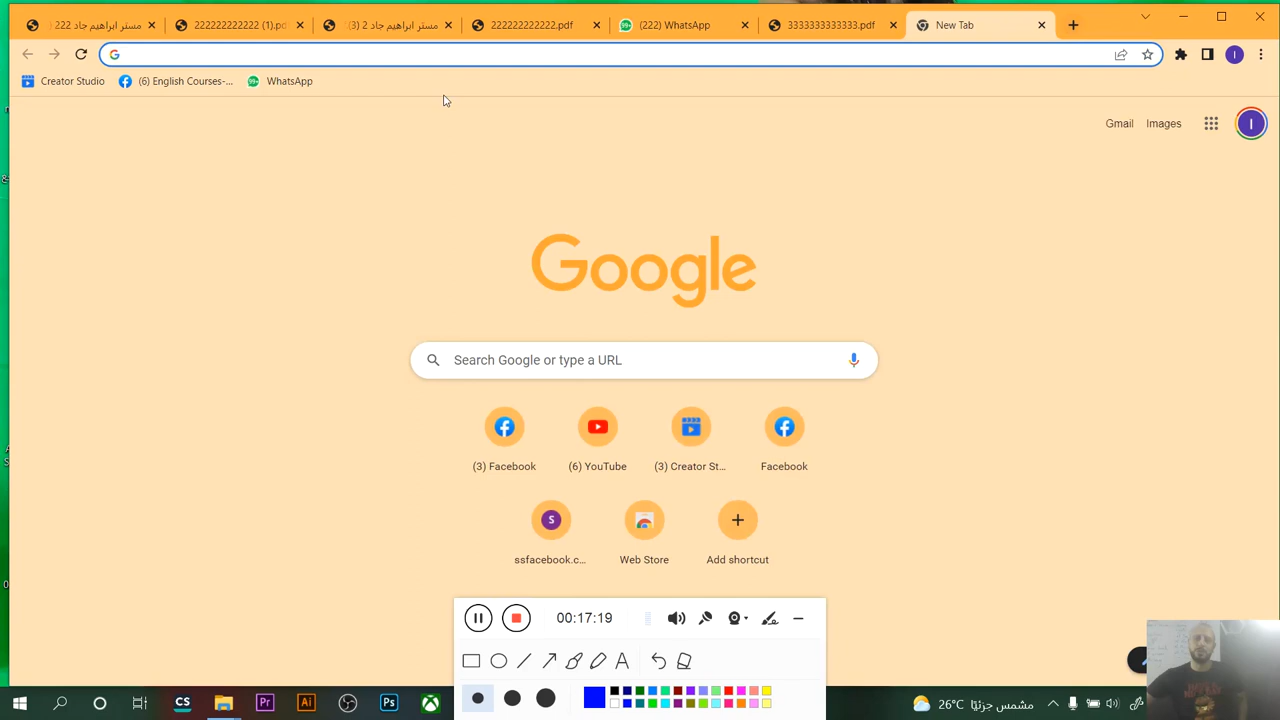 مستر ابراهيم جاد 222
222222222222 (1).pd
مستر ابراهيم جاد 2 (3)
222222222222.pdf
(222) WhatsApp
3333333333333.pdf
New Tab
Creator Studio
(6) English Courses-...
WhatsApp
Gmail
Images
I
Google
Search Google or type a URL
(3) Facebook
(6) YouTube
(3) Creator St...
Facebook
S
ssfacebook.c...
Web Store
Add shortcut
00:17:19
A
CS
Pr
Ai
Ps
26°C مشمس جزئيًا